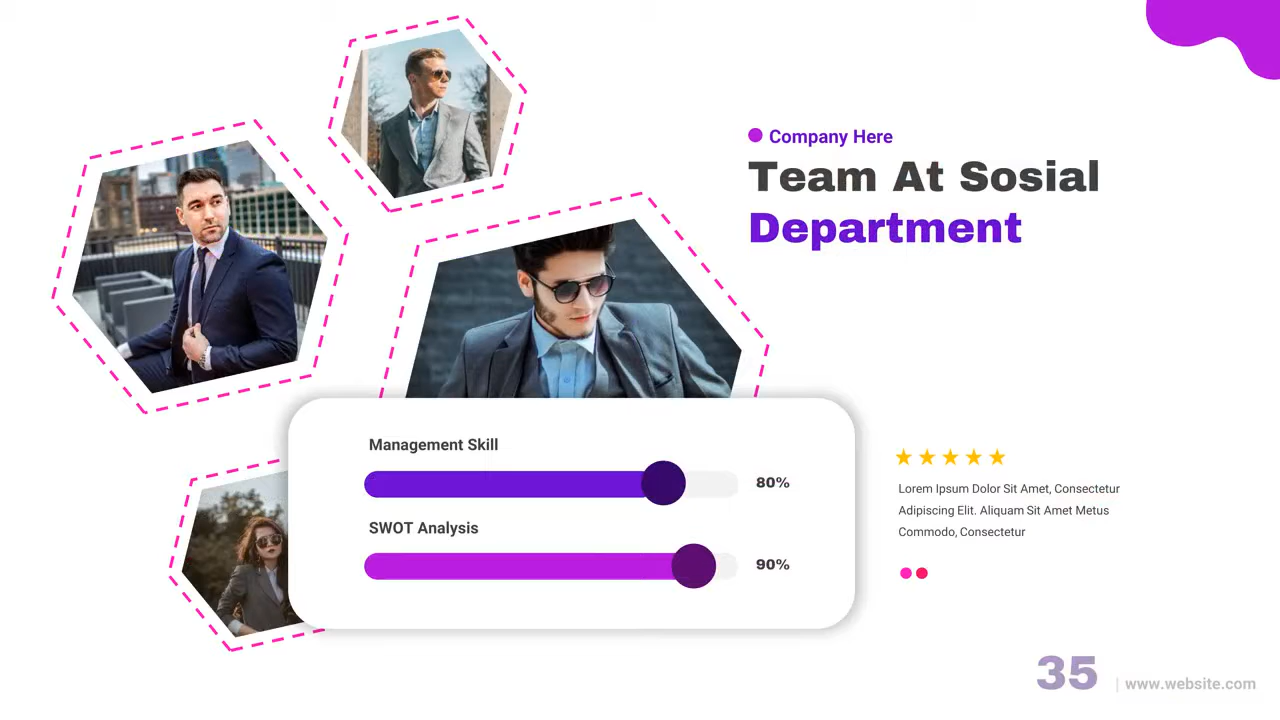 Company Here
Team At Sosial
Department
Management Skill
80%
SWOT Analysis
90%
Lorem Ipsum Dolor Sit Amet, Consectetur
Adipiscing Elit. Aliquam Sit Amet Metus
Commodo, Consectetur
35
www.website.com